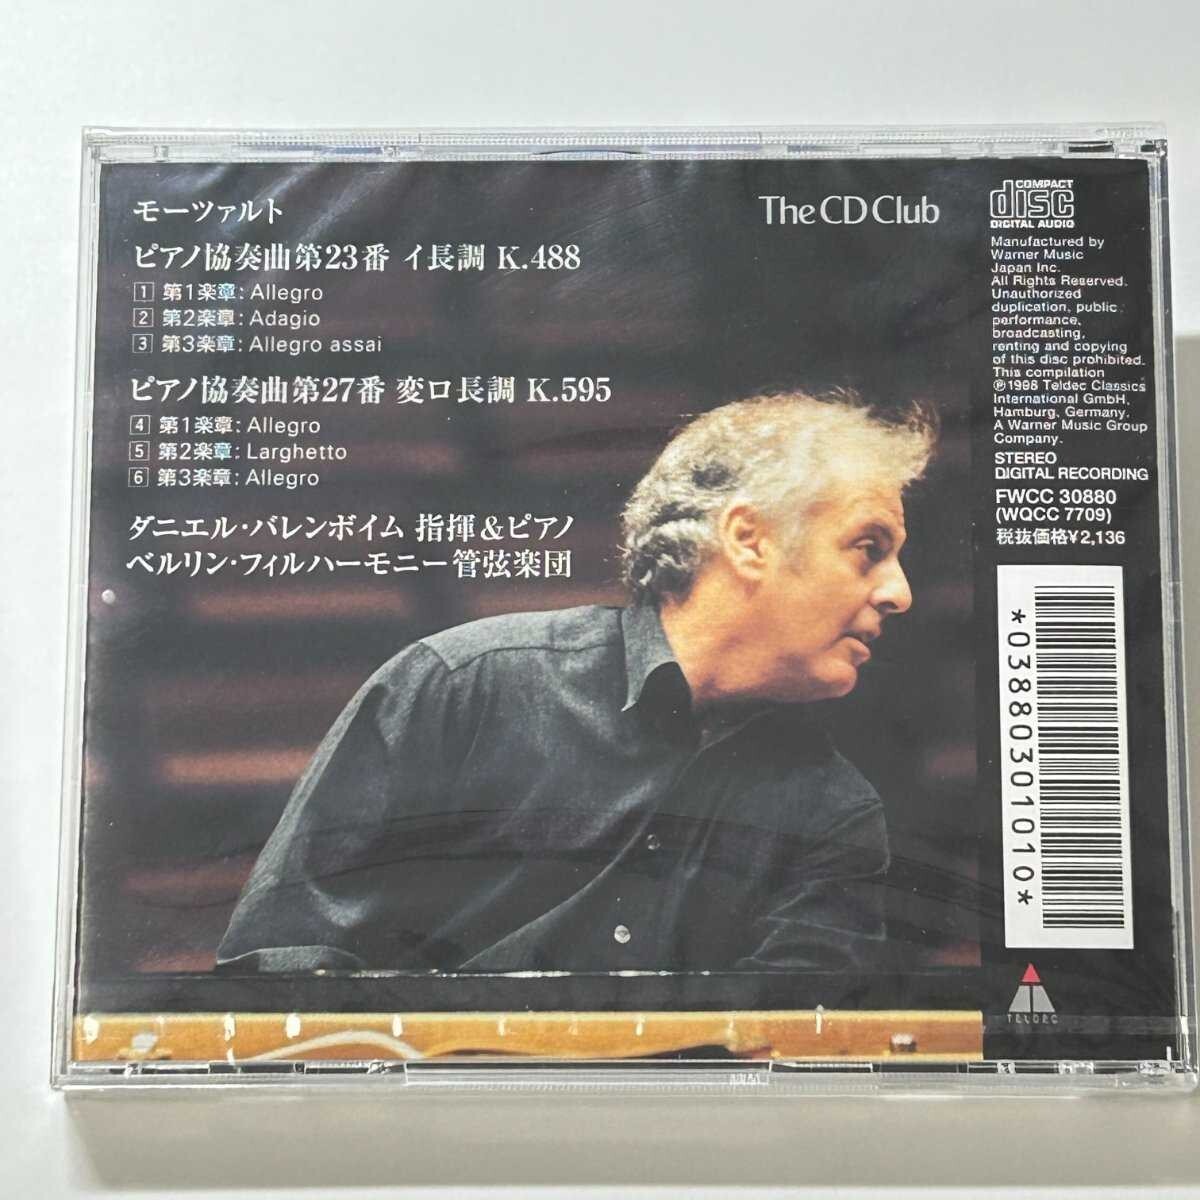 モーツァルト
ピアノ協奏曲第23番 イ長調 K.488
1 第1楽章: Allegro
2 第2楽章: Adagio
3 第3楽章: Allegro assai
ピアノ協奏曲第27番 変ロ長調 K.595
4 第1楽章: Allegro
5 第2楽章: Larghetto
6 第3楽章: Allegro
ダニエル・バレンボイム 指揮&ピアノ
ベルリン・フィルハーモニー管弦楽団
The CD Club
COMPACT
disc
DIGITAL AUDIO
Manufactured by
Warner Music
Japan Inc.
All Rights Reserved.
Unauthorized
duplication, public
performance,
broadcasting,
renting and copying
of this disc prohibited.
This compilation
℗1998 Teldec Classics
International GmbH,
Hamburg, Germany.
A Warner Music Group
Company.
STEREO
DIGITAL RECORDING
FWCC 30880
(WQCC 7709)
税抜価格¥2,136
*03880301010*
TELDEC